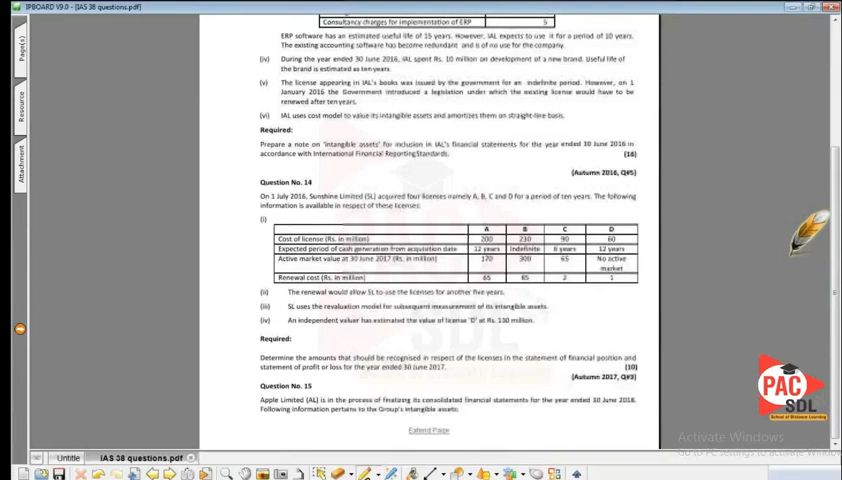 IPBOARD V9.0 - [IAS 38 questions.pdf]
Page(s)
Resource
Attachment
Consultancy charges for implementation of ERP 5
ERP software has an estimated useful life of 15 years. However, IAL expects to use it for a period of 10 years.
The existing accounting software has become redundant and is of no use for the company.
(iv) During the year ended 30 June 2016, IAL spent Rs. 10 million on development of a new brand. Useful life of
the brand is estimated as ten years.
(v) The license appearing in IAL's books was issued by the government for an indefinite period. However, on 1
January 2016 the Government introduced a legislation under which the existing license would have to be
renewed after ten years.
(vi) IAL uses cost model to value its intangible assets and amortizes them on straight-line basis.
Required:
Prepare a note on 'intangible assets' for inclusion in IAL's financial statements for the year ended 30 June 2016 in
accordance with International Financial Reporting Standards. (16)
(Autumn 2016, Q#5)
Question No. 14
On 1 July 2016, Sunshine Limited (SL) acquired four licenses namely A, B, C and D for a period of ten years. The following
information is available in respect of these licenses:
(i)
A B C D
Cost of license (Rs. in million) 200 230 90 60
Expected period of cash generation from acquisition date 12 years Indefinite 6 years 12 years
Active market value at 30 June 2017 (Rs. in million) 170 300 65 No active
market
Renewal cost (Rs. in million) 65 85 2 1
(ii) The renewal would allow SL to use the licenses for another five years.
(iii) SL uses the revaluation model for subsequent measurement of its intangible assets.
(iv) An independent valuer has estimated the value of license 'D' at Rs. million.
Required:
Determine the amounts that should be recognised in respect of the licenses in the statement of financial position and
statement of profit or loss for the year ended 30 June 2017. (10)
(Autumn 2017, Q#3)
Question No. 15
Apple Limited (AL) is in the process of finalizing its consolidated financial statements for the year ended 30 June 2018.
Following information pertains to the Group's intangible assets:
Extend Page
PAC
SDL
School of Distance Learning
PAC
SDL
Activate Windows
Go to PC settings to activate Windows.
Untitle
IAS 38 questions.pdf